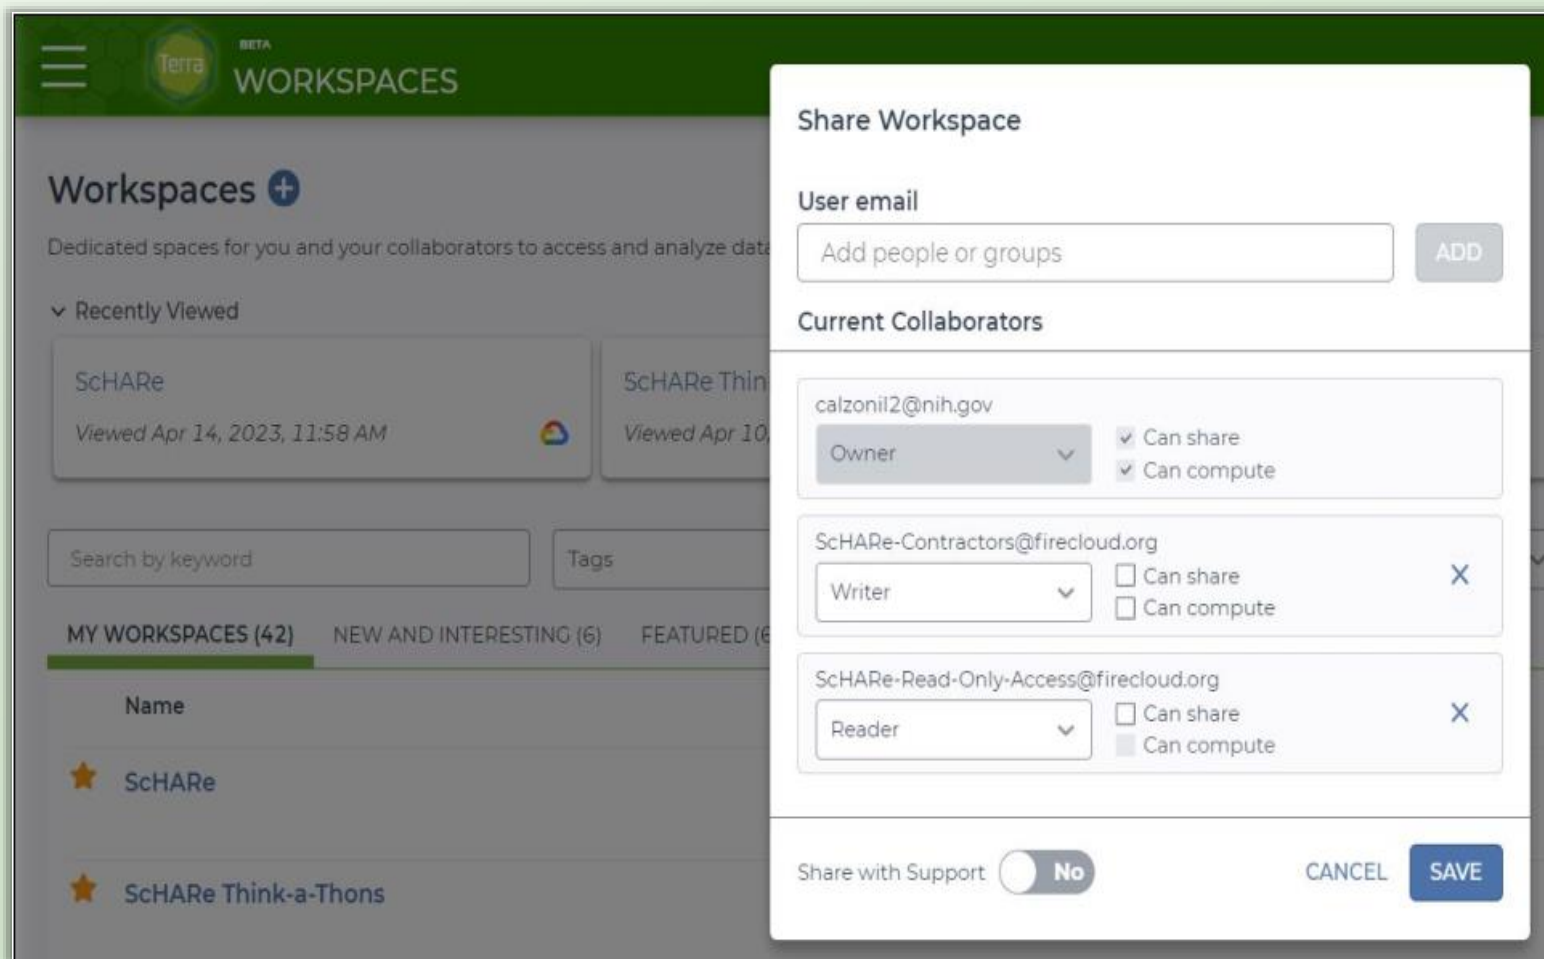 Terra
BETA
WORKSPACES
Workspaces
Dedicated spaces for you and your collaborators to access and analyze data
Recently Viewed
ScHARe
Viewed Apr 14, 2023, 11:58 AM
ScHARe Thin
Viewed Apr 10,
Search by keyword
Tags
MY WORKSPACES (42) NEW AND INTERESTING (6) FEATURED (6
Name
ScHARe
ScHARe Think-a-Thons
Share Workspace
User email
Add people or groups ADD
Current Collaborators
calzonil2@nih.gov
Owner
Can share
Can compute
ScHARe-Contractors@firecloud.org
Writer
Can share
Can compute
ScHARe-Read-Only-Access@firecloud.org
Reader
Can share
Can compute
Share with Support No CANCEL SAVE